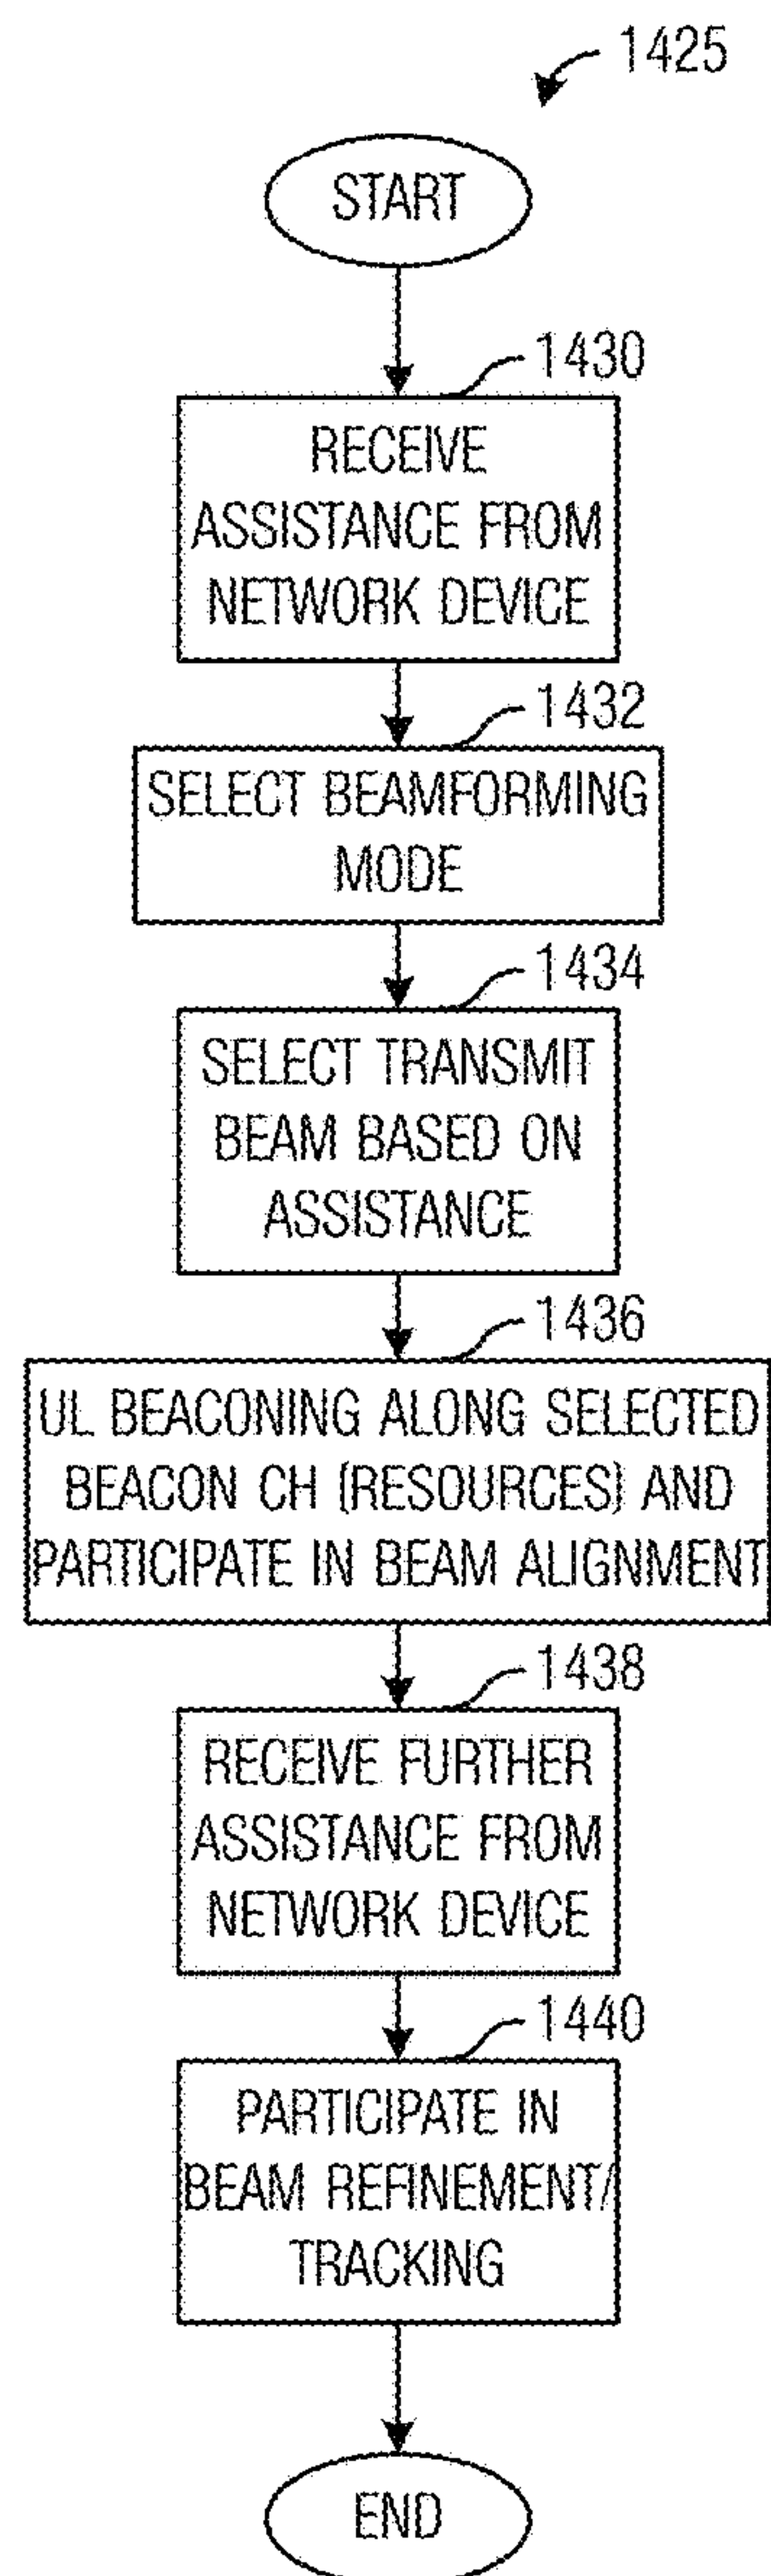 1425
START
1430
RECEIVE
ASSISTANCE FROM
NETWORK DEVICE
1432
SELECT BEAMFORMING
MODE
1434
SELECT TRANSMIT
BEAM BASED ON
ASSISTANCE
1436
UL BEACONING ALONG SELECTED
BEACON CH (RESOURCES) AND
PARTICIPATE IN BEAM ALIGNMENT
1438
RECEIVE FURTHER
ASSISTANCE FROM
NETWORK DEVICE
1440
PARTICIPATE IN
BEAM REFINEMENT/
TRACKING
END